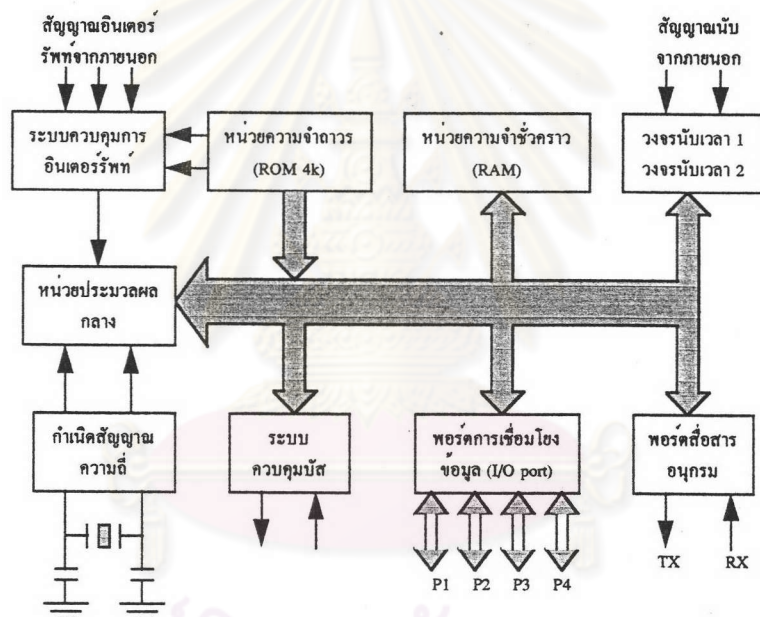 สัญญาณอินเตอร์
รัพท์จากภายนอก
สัญญาณนับ
จากภายนอก
ระบบควบคุมการ
อินเตอร์รัพท์
หน่วยความจำถาวร
(ROM 4k)
หน่วยความจำชั่วคราว
(RAM)
วงจรนับเวลา 1
วงจรนับเวลา 2
หน่วยประมวลผล
กลาง
กำเนิดสัญญาณ
ความถี่
ระบบ
ควบคุมบัส
พอร์ตการเชื่อมโยง
ข้อมูล (I/O port)
พอร์ตสื่อสาร
อนุกรม
P1 P2 P3 P4
TX RX